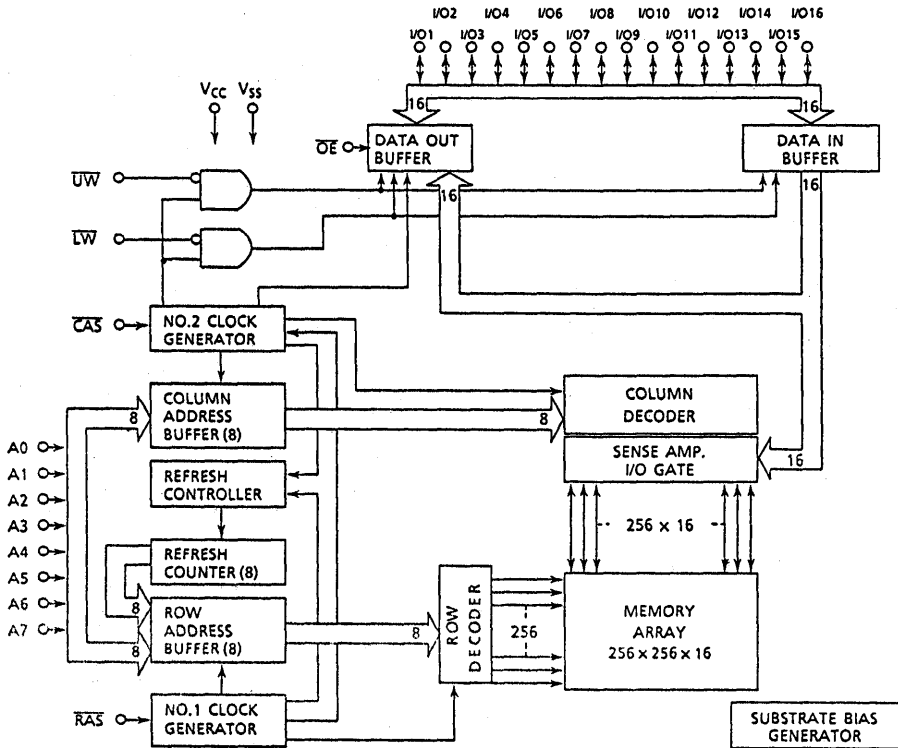 I/O2 I/O4 I/O6 I/O8 I/O10 I/O12 I/O14 I/O16
I/O1 I/O3 I/O5 I/O7 I/O9 I/O11 I/O13 I/O15
16
16
VCC VSS
OE
DATA OUT
BUFFER
DATA IN
BUFFER
UW
16
16
LW
CAS
NO.2 CLOCK
GENERATOR
8
COLUMN
ADDRESS
BUFFER (8)
8
COLUMN
DECODER
SENSE AMP.
I/O GATE
16
A0
A1
A2
A3
A4
A5
A6
A7
REFRESH
CONTROLLER
256 x 16
REFRESH
COUNTER (8)
8
8
ROW
ADDRESS
BUFFER (8)
8
ROW
DECODER
256
MEMORY
ARRAY
256 x 256 x 16
RAS
NO.1 CLOCK
GENERATOR
SUBSTRATE BIAS
GENERATOR